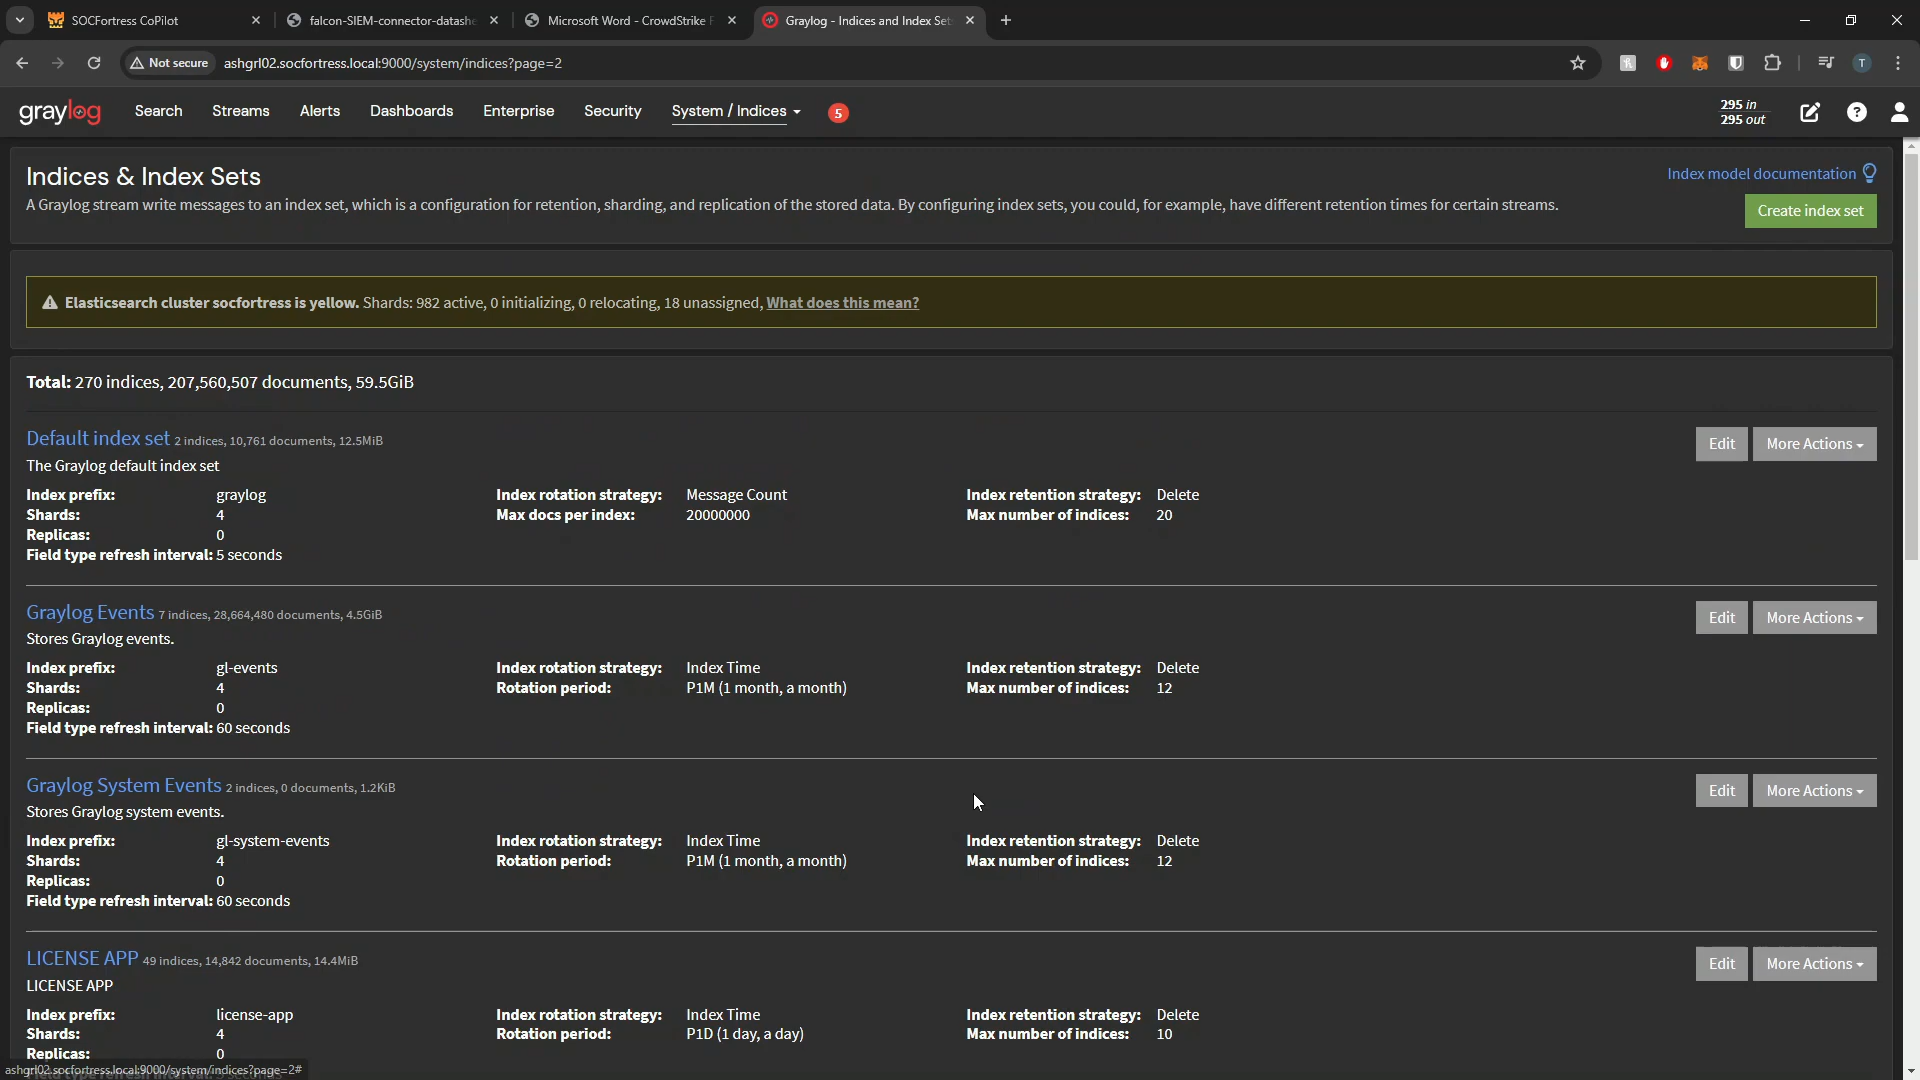 SOCFortress CoPilot
falcon-SIEM-connector-datashe
Microsoft Word - CrowdStrike F
Graylog - Indices and Index Set
Not secure
ashgrl02.socfortress.local:9000/system/indices?page=2
T
graylog
Search
Streams
Alerts
Dashboards
Enterprise
Security
System / Indices
5
295 in
295 out
Indices & Index Sets
Index model documentation
A Graylog stream write messages to an index set, which is a configuration for retention, sharding, and replication of the stored data. By configuring index sets, you could, for example, have different retention times for certain streams.
Create index set
Elasticsearch cluster socfortress is yellow. Shards: 982 active, 0 initializing, 0 relocating, 18 unassigned, What does this mean?
Total: 270 indices, 207,560,507 documents, 59.5GiB
Default index set 2 indices, 10,761 documents, 12.5MiB
Edit
More Actions
The Graylog default index set
Index prefix: graylog
Shards: 4
Replicas: 0
Field type refresh interval: 5 seconds
Index rotation strategy: Message Count
Max docs per index: 20000000
Index retention strategy: Delete
Max number of indices: 20
Graylog Events 7 indices, 28,664,480 documents, 4.5GiB
Edit
More Actions
Stores Graylog events.
Index prefix: gl-events
Shards: 4
Replicas: 0
Field type refresh interval: 60 seconds
Index rotation strategy: Index Time
Rotation period: P1M (1 month, a month)
Index retention strategy: Delete
Max number of indices: 12
Graylog System Events 2 indices, 0 documents, 1.2KiB
Edit
More Actions
Stores Graylog system events.
Index prefix: gl-system-events
Shards: 4
Replicas: 0
Field type refresh interval: 60 seconds
Index rotation strategy: Index Time
Rotation period: P1M (1 month, a month)
Index retention strategy: Delete
Max number of indices: 12
LICENSE APP 49 indices, 14,842 documents, 14.4MiB
Edit
More Actions
LICENSE APP
Index prefix: license-app
Shards: 4
Replicas: 0
Index rotation strategy: Index Time
Rotation period: P1D (1 day, a day)
Index retention strategy: Delete
Max number of indices: 10
ashgrl02.socfortress.local:9000/system/indices?page=2#